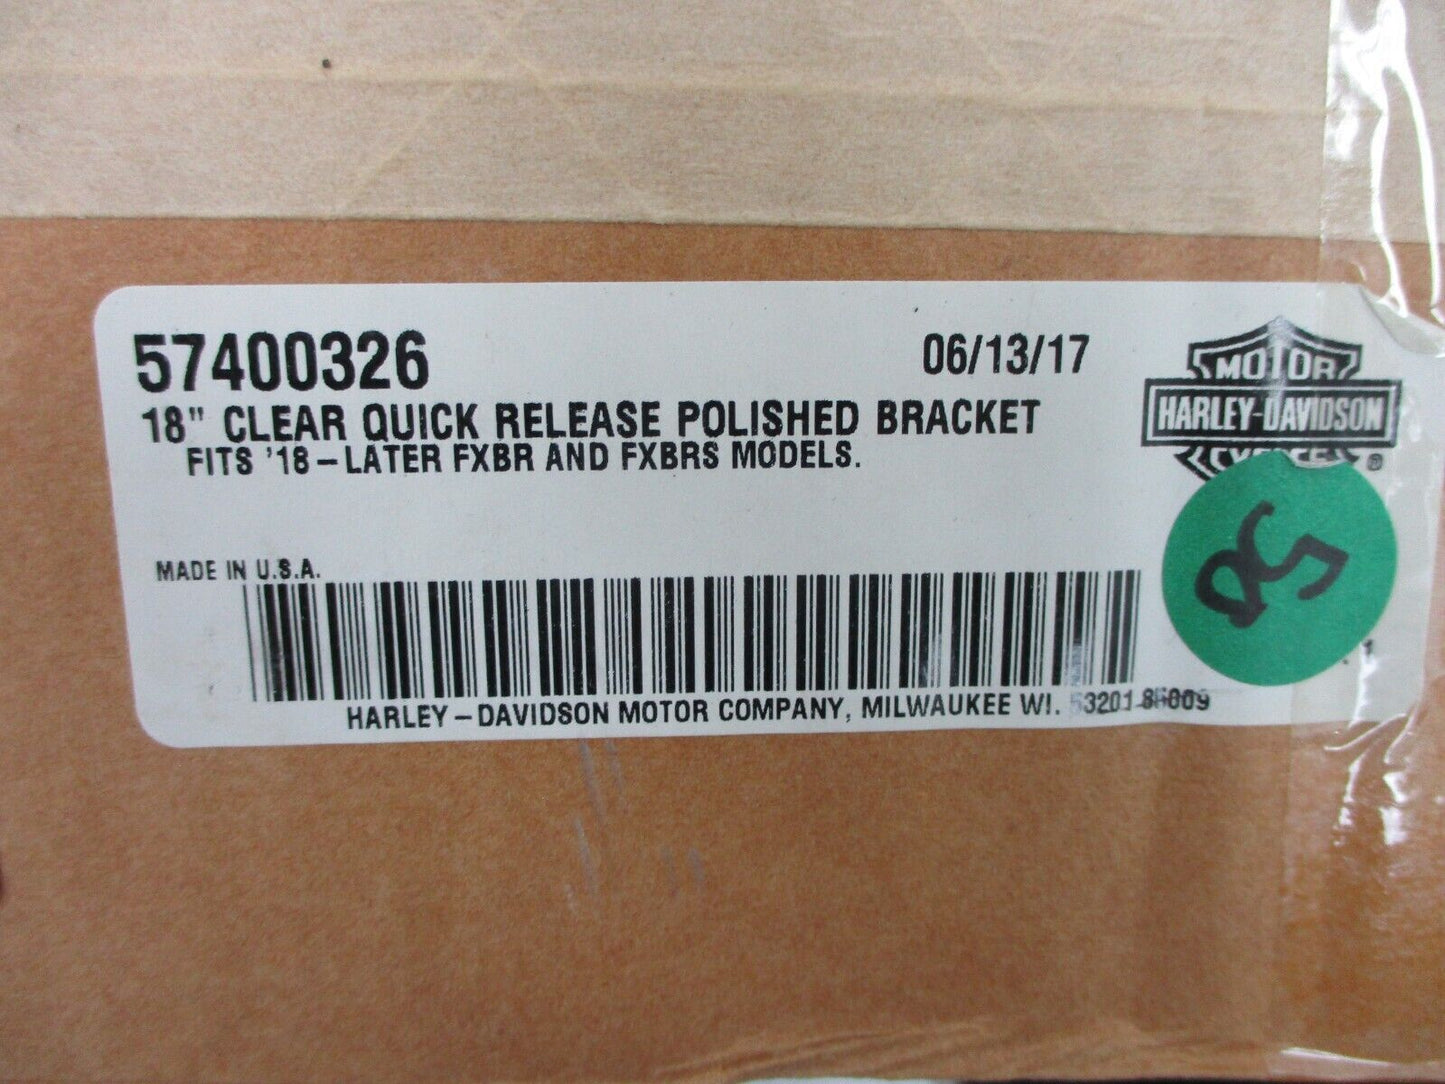 57400326
06/13/17
18" CLEAR QUICK RELEASE POLISHED BRACKET
FITS '18-LATER FXBR AND FXBRS MODELS.
MOTOR
HARLEY-DAVIDSON
®
MADE IN U.S.A.
HARLEY-DAVIDSON MOTOR COMPANY, MILWAUKEE WI. 53201